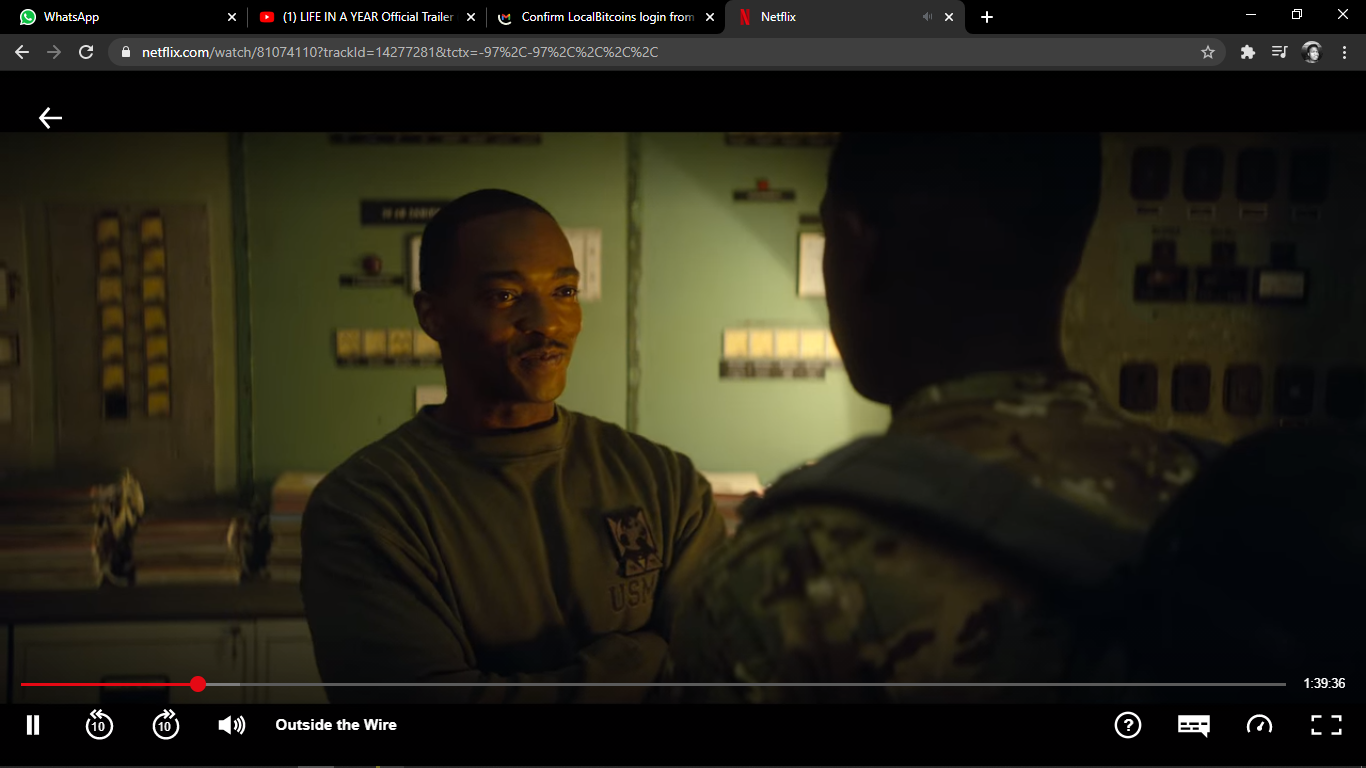 WhatsApp
(1) LIFE IN A YEAR Official Trailer
Confirm LocalBitcoins login from
Netflix
netflix.com/watch/81074110?trackId=14277281&tctx=-97%2C-97%2C%2C%2C%2C
USM
1:39:36
10
10
Outside the Wire
?